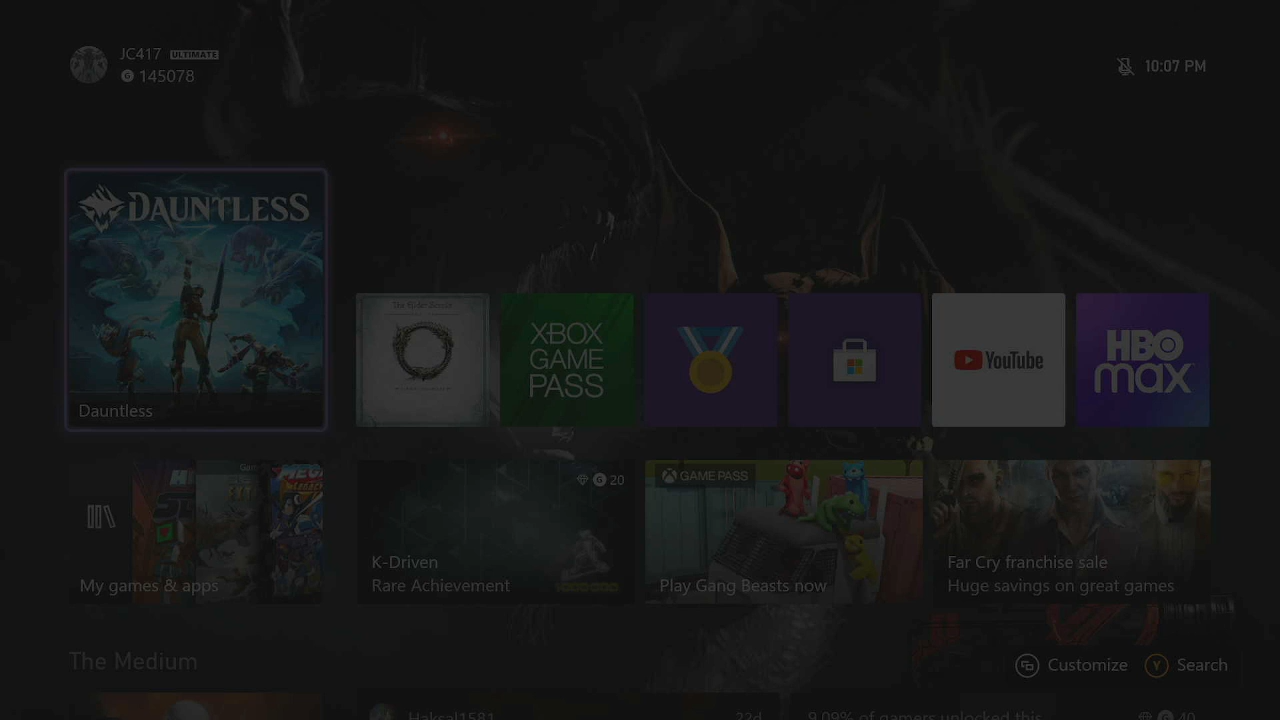 JC417 ULTIMATE
G 145078
10:07 PM
DAUNTLESS
Dauntless
The Elder Scrolls
XBOX
GAME
PASS
YouTube
HBO
max
My games & apps
G 20
K-Driven
Rare Achievement
GAME PASS
Play Gang Beasts now
Far Cry franchise sale
Huge savings on great games
The Medium
Customize
Y Search
Haksal1581
22d
9.09% of gamers unlocked this
G 40